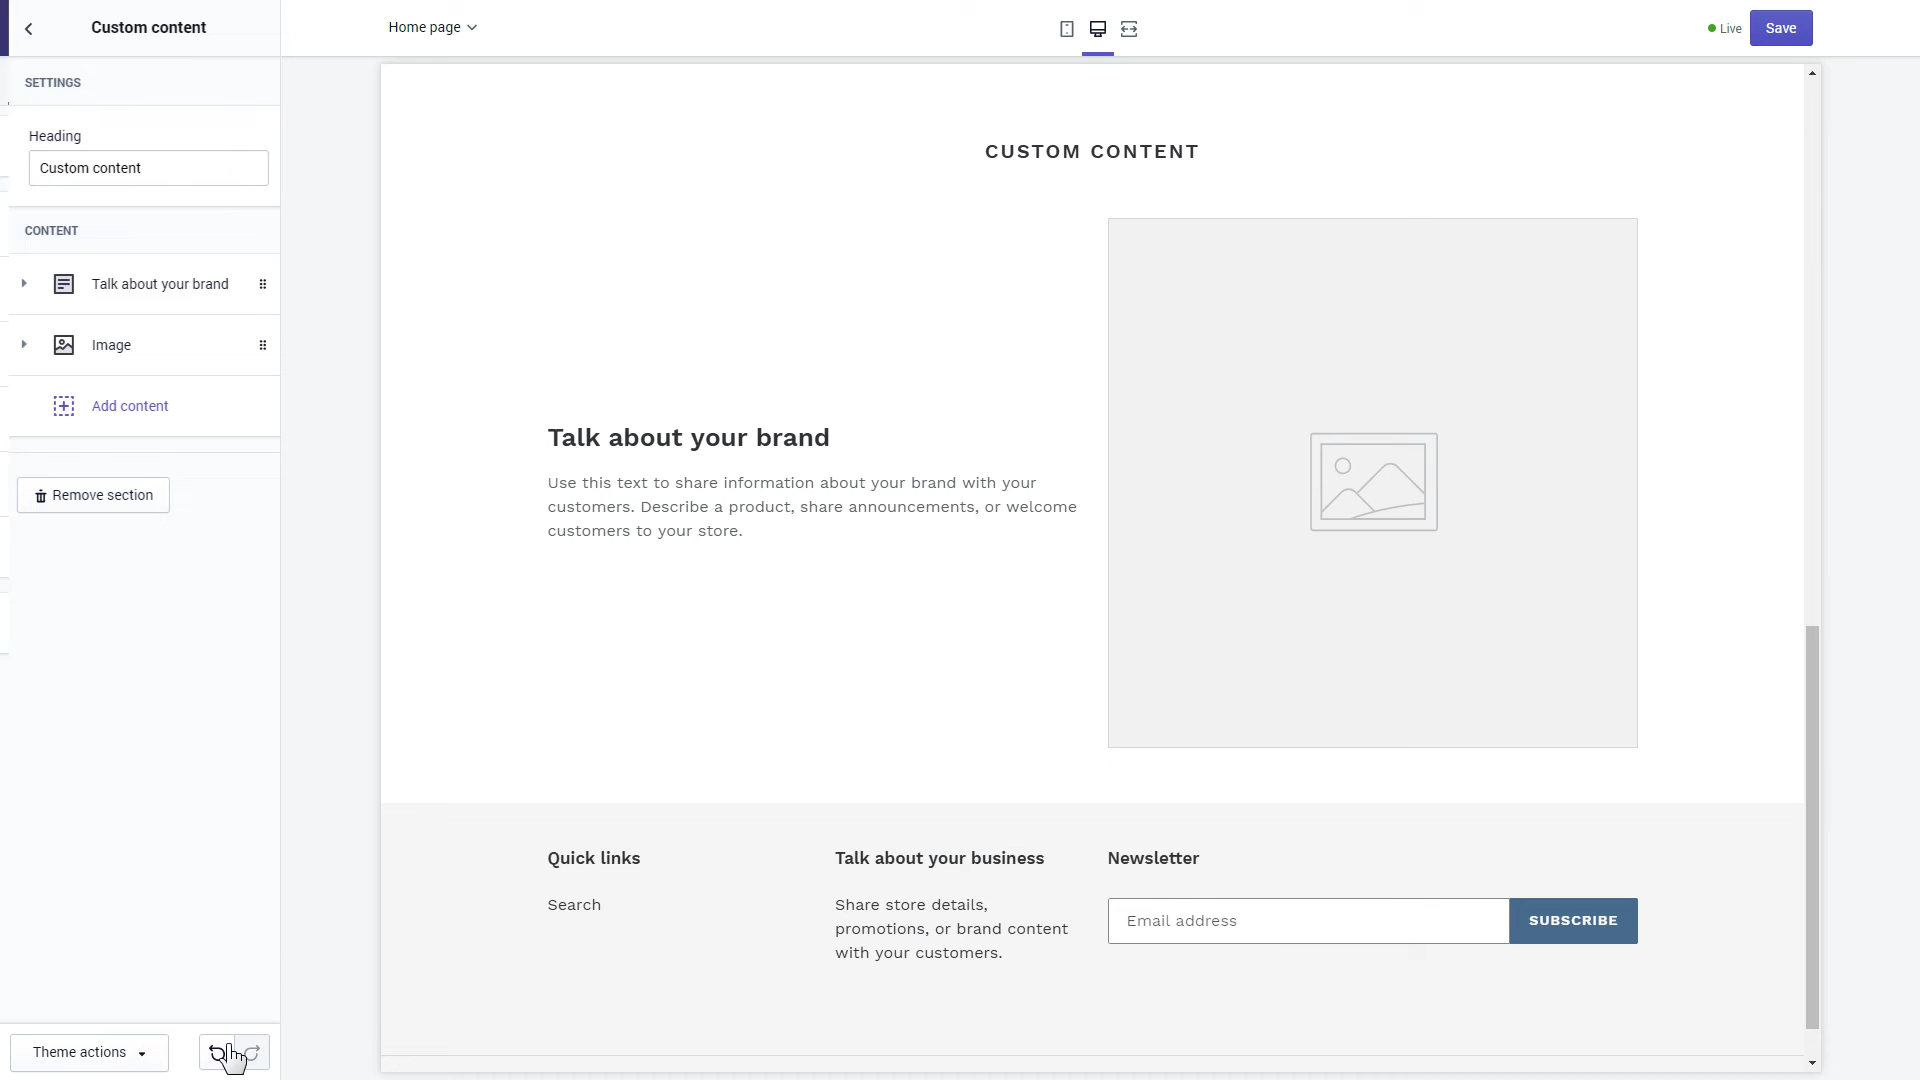 Custom content
Home page
Live
Save
SETTINGS
Heading
Custom content
CONTENT
Talk about your brand
Image
Add content
Remove section
Theme actions
CUSTOM CONTENT
Talk about your brand
Use this text to share information about your brand with your
customers. Describe a product, share announcements, or welcome
customers to your store.
Quick links
Search
Talk about your business
Share store details,
promotions, or brand content
with your customers.
Newsletter
Email address
SUBSCRIBE